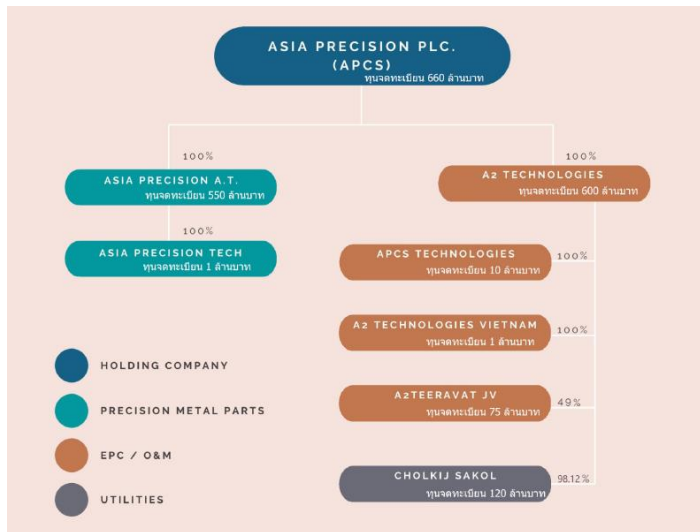 ASIA PRECISION PLC.
(APCS)
ทุนจดทะเบียน 660 ล้านบาท
100%
ASIA PRECISION A.T.
ทุนจดทะเบียน 550 ล้านบาท
100%
ASIA PRECISION TECH
ทุนจดทะเบียน 1 ล้านบาท
100%
A2 TECHNOLOGIES
ทุนจดทะเบียน 600 ล้านบาท
APCS TECHNOLOGIES
ทุนจดทะเบียน 10 ล้านบาท
100%
A2 TECHNOLOGIES VIETNAM
ทุนจดทะเบียน 1 ล้านบาท
100%
A2TEERAVAT JV
ทุนจดทะเบียน 75 ล้านบาท
49%
CHOLKIJ SAKOL
ทุนจดทะเบียน 120 ล้านบาท
98.12%
HOLDING COMPANY
PRECISION METAL PARTS
EPC / O&M
UTILITIES